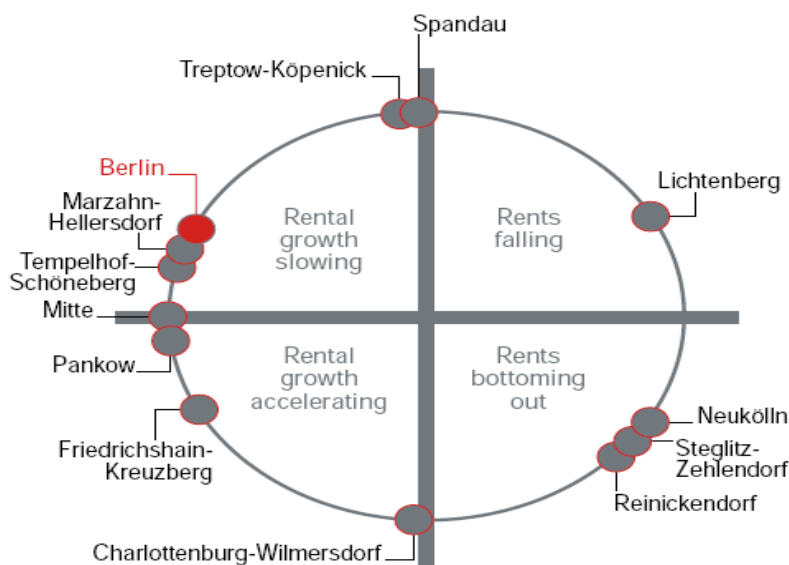 Spandau
Treptow-Köpenick
Berlin
Marzahn-
Hellersdorf
Tempelhof-
Schöneberg
Mitte
Pankow
Friedrichshain-
Kreuzberg
Charlottenburg-Wilmersdorf
Rental
growth
slowing
Rents
falling
Lichtenberg
Rental
growth
accelerating
Rents
bottoming
out
Neukölln
Steglitz-
Zehlendorf
Reinickendorf